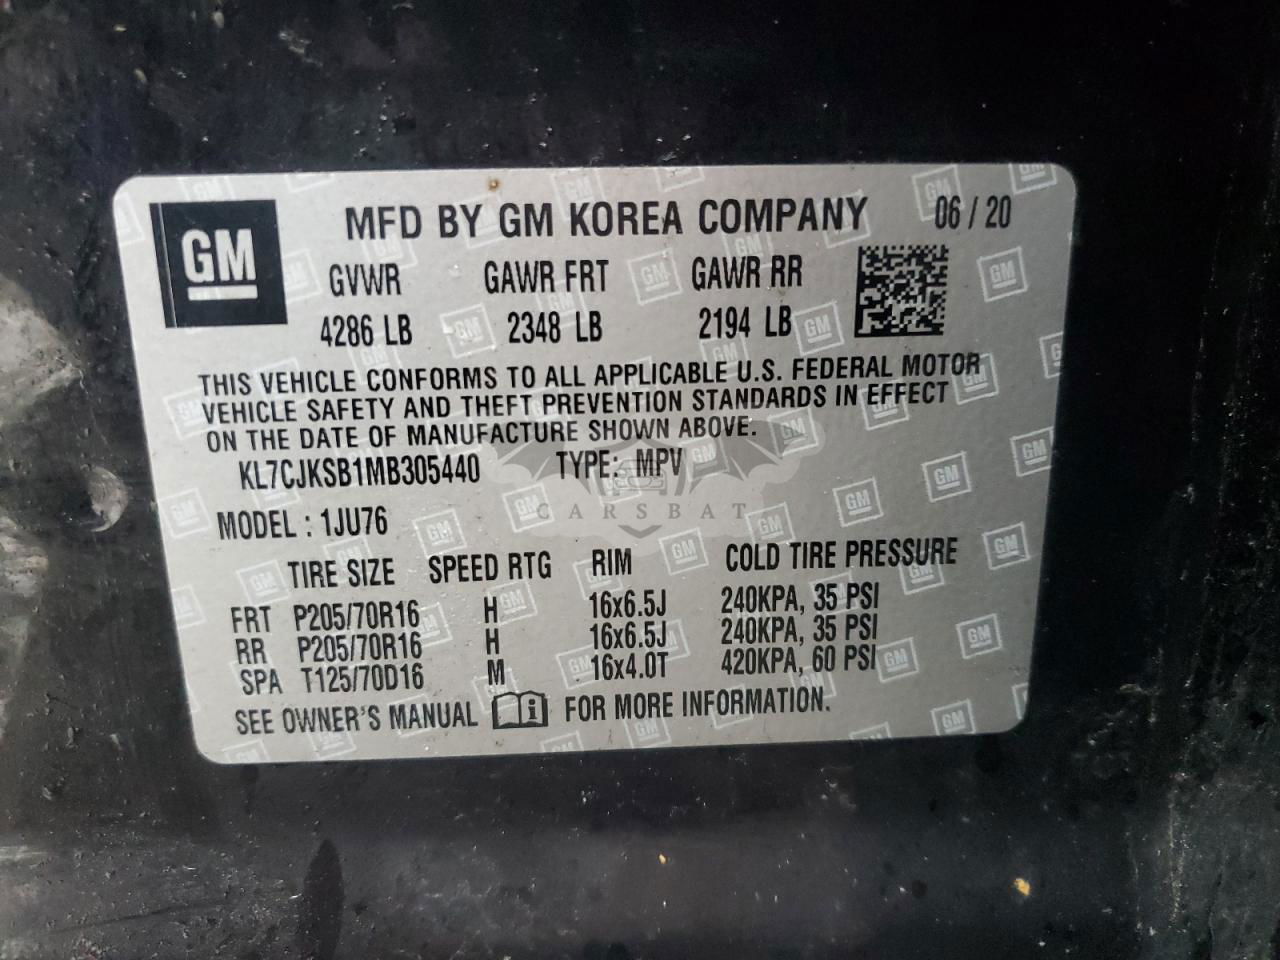 GM
MFD BY GM KOREA COMPANY 06 / 20
GVWR GAWR FRT GAWR RR
4286 LB 2348 LB 2194 LB
THIS VEHICLE CONFORMS TO ALL APPLICABLE U.S. FEDERAL MOTOR
VEHICLE SAFETY AND THEFT PREVENTION STANDARDS IN EFFECT
ON THE DATE OF MANUFACTURE SHOWN ABOVE.
KL7CJKSB1MB305440 TYPE: MPV
CARSBAT
MODEL : 1JU76
TIRE SIZE SPEED RTG RIM COLD TIRE PRESSURE
FRT P205/70R16 H 16x6.5J 240KPA, 35 PSI
RR P205/70R16 H 16x6.5J 240KPA, 35 PSI
SPA T125/70D16 M 16x4.0T 420KPA, 60 PSI
SEE OWNER'S MANUAL FOR MORE INFORMATION.